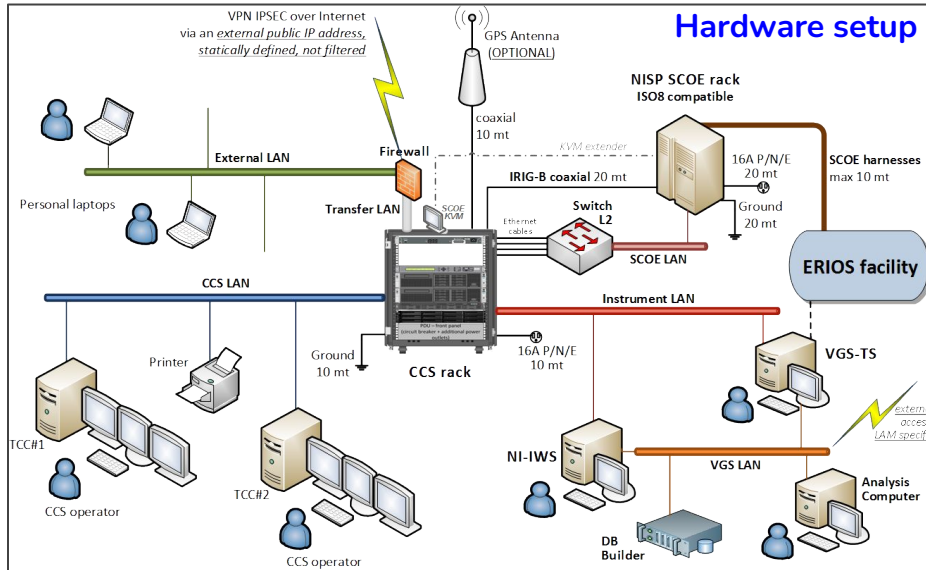 Hardware setup
VPN IPSEC over Internet
via an external public IP address,
statically defined, not filtered
GPS Antenna
(OPTIONAL)
NISP SCOE rack
ISO8 compatible
coaxial
10 mt
External LAN
Firewall
KVM extender
IRIG-B coaxial 20 mt
16A P/N/E
20 mt
SCOE harnesses
max 10 mt
Personal laptops
Transfer LAN
SCOE
KVM
Ethernet
cables
Switch
L2
Ground
20 mt
SCOE LAN
ERIOS facility
CCS LAN
Instrument LAN
PDU – front panel
(circuit breaker + additional power
outlets)
Ground
10 mt
CCS rack
16A P/N/E
10 mt
VGS-TS
Printer
TCC#1
CCS operator
TCC#2
CCS operator
NI-IWS
VGS LAN
extern
acces
LAM specif
Analysis
Computer
DB
Builder